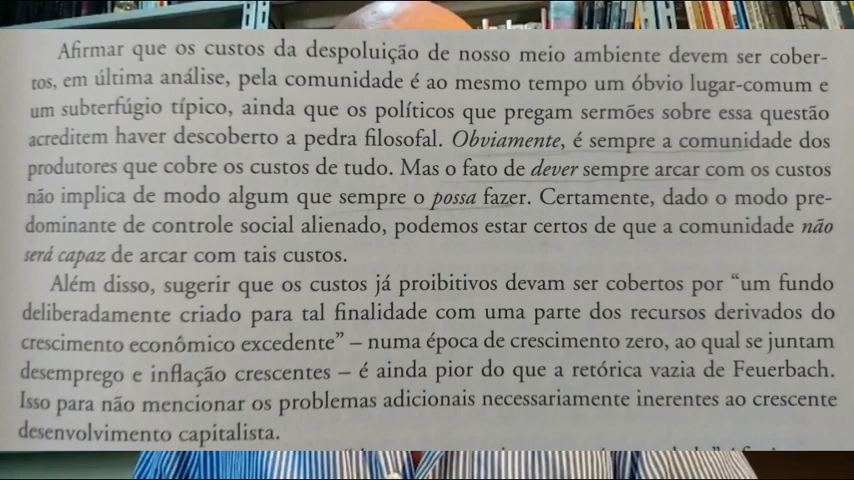 Afirmar que os custos da despoluição de nosso meio ambiente devem ser cober-
tos, em última análise, pela comunidade é ao mesmo tempo um óbvio lugar-comum e
um subterfúgio típico, ainda que os políticos que pregam sermões sobre essa questão
acreditem haver descoberto a pedra filosofal. Obviamente, é sempre a comunidade dos
produtores que cobre os custos de tudo. Mas o fato de dever sempre arcar com os custos
não implica de modo algum que sempre o possa fazer. Certamente, dado o modo pre-
dominante de controle social alienado, podemos estar certos de que a comunidade não
será capaz de arcar com tais custos.
Além disso, sugerir que os custos já proibitivos devam ser cobertos por “um fundo
deliberadamente criado para tal finalidade com uma parte dos recursos derivados do
crescimento econômico excedente” – numa época de crescimento zero, ao qual se juntam
desemprego e inflação crescentes – é ainda pior do que a retórica vazia de Feuerbach.
Isso para não mencionar os problemas adicionais necessariamente inerentes ao crescente
desenvolvimento capitalista.